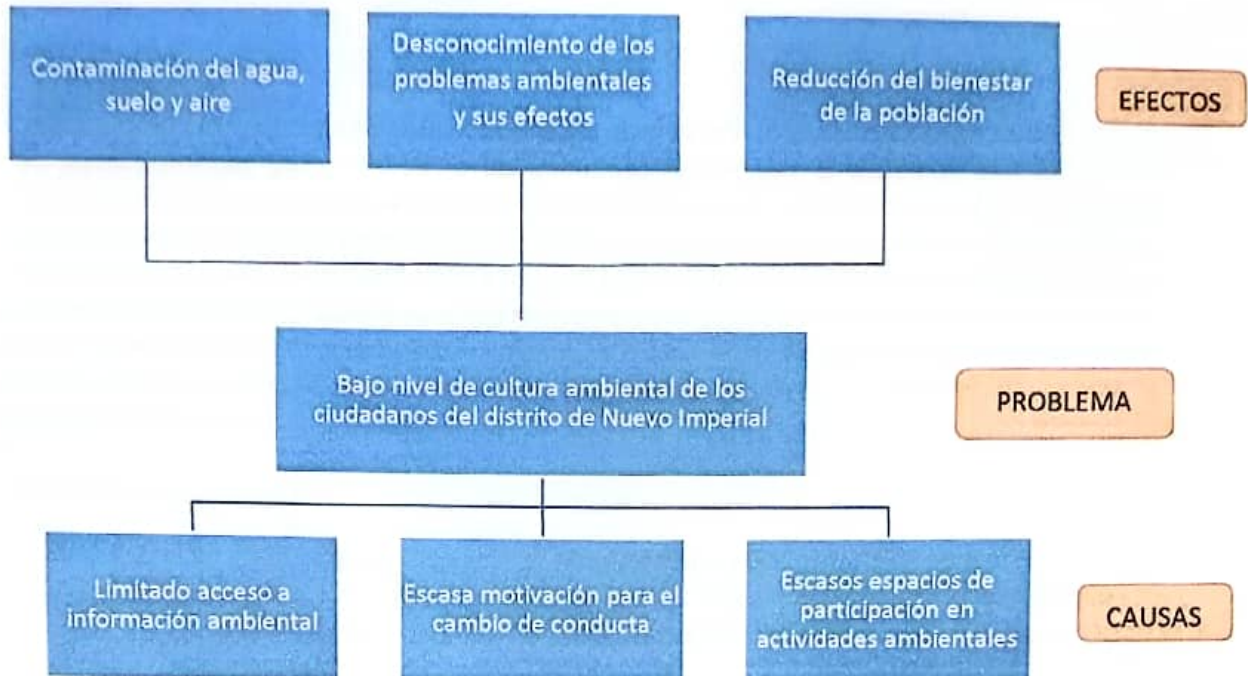 Contaminación del agua,
suelo y aire
Desconocimiento de los
problemas ambientales
y sus efectos
Reducción del bienestar
de la población
EFECTOS
Bajo nivel de cultura ambiental de los
ciudadanos del distrito de Nuevo Imperial
PROBLEMA
Limitado acceso a
información ambiental
Escasa motivación para el
cambio de conducta
Escasos espacios de
participación en
actividades ambientales
CAUSAS